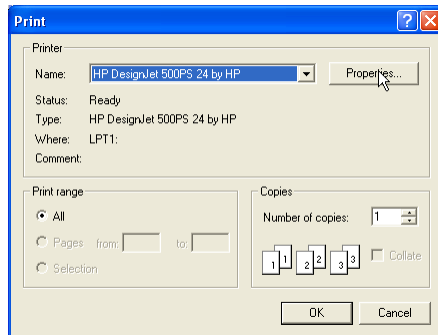 Print
Printer
Name: HP DesignJet 500PS 24 by HP Properties...
Status: Ready
Type: HP DesignJet 500PS 24 by HP
Where: LPT1:
Comment:
Print range Copies
All Number of copies: 1
Pages from: to:
1 1 2 2 3 3 Collate
Selection
OK Cancel